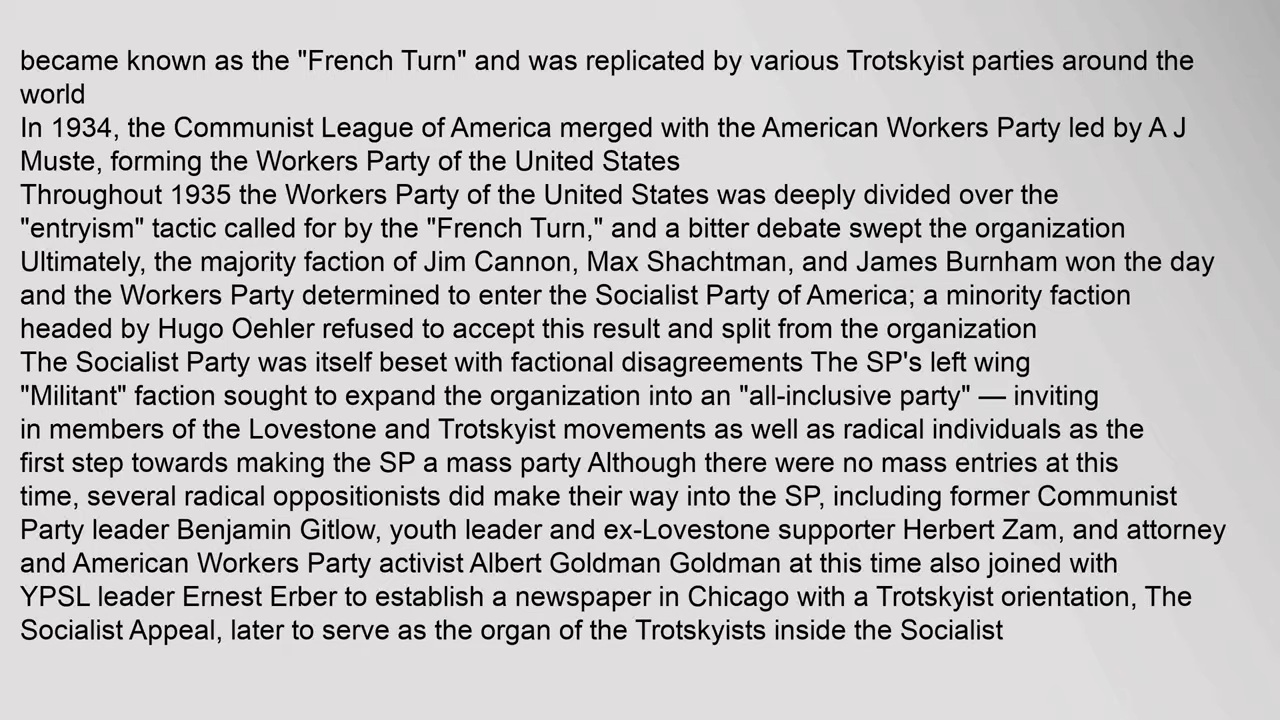 became known as the "French Turn" and was replicated by various Trotskyist parties around the
world
In 1934, the Communist League of America merged with the American Workers Party led by A J
Muste, forming the Workers Party of the United States
Throughout 1935 the Workers Party of the United States was deeply divided over the
"entryism" tactic called for by the "French Turn," and a bitter debate swept the organization
Ultimately, the majority faction of Jim Cannon, Max Shachtman, and James Burnham won the day
and the Workers Party determined to enter the Socialist Party of America; a minority faction
headed by Hugo Oehler refused to accept this result and split from the organization
The Socialist Party was itself beset with factional disagreements The SP's left wing
"Militant" faction sought to expand the organization into an "all-inclusive party" — inviting
in members of the Lovestone and Trotskyist movements as well as radical individuals as the
first step towards making the SP a mass party Although there were no mass entries at this
time, several radical oppositionists did make their way into the SP, including former Communist
Party leader Benjamin Gitlow, youth leader and ex-Lovestone supporter Herbert Zam, and attorney
and American Workers Party activist Albert Goldman Goldman at this time also joined with
YPSL leader Ernest Erber to establish a newspaper in Chicago with a Trotskyist orientation, The
Socialist Appeal, later to serve as the organ of the Trotskyists inside the Socialist